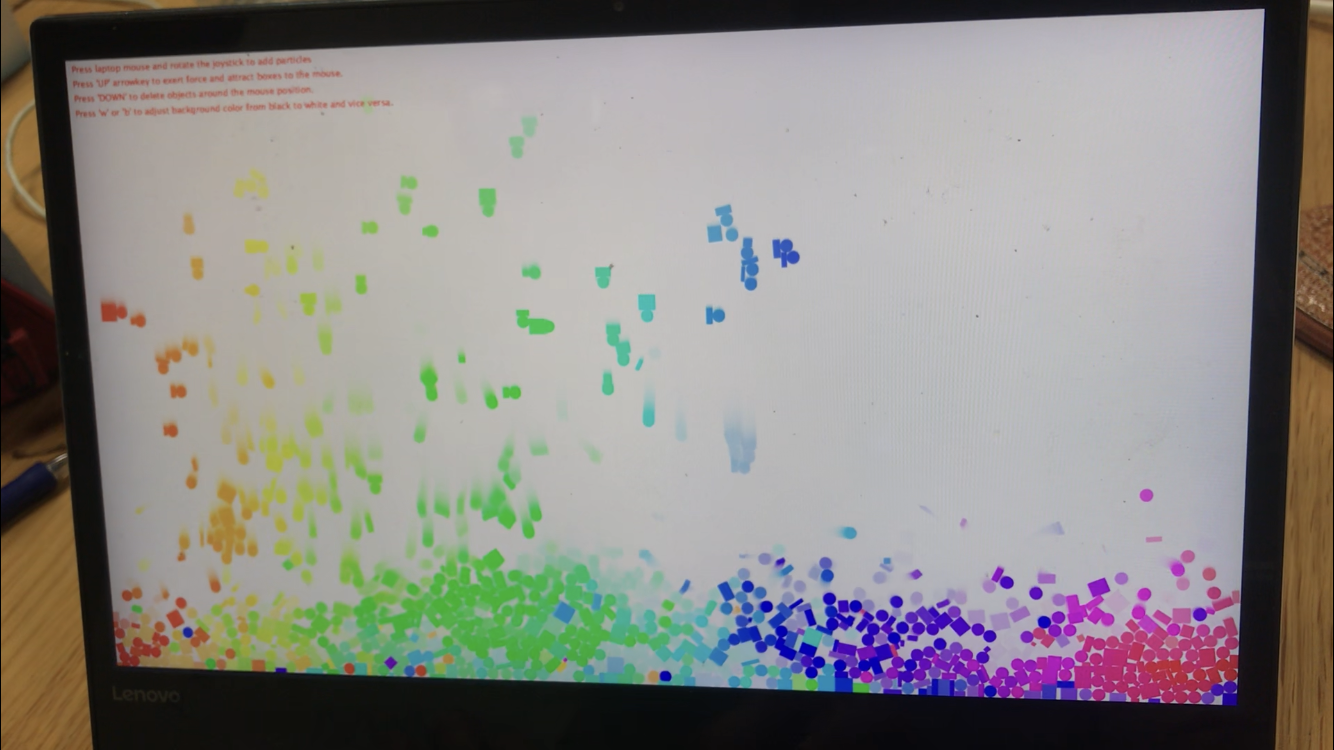 Press laptop mouse and rotate the joystick to add particles
Press 'UP' arrowkey to exert force and attract boxes to the mouse.
Press 'DOWN' to delete objects around the mouse position.
Press 'w' or 'b' to adjust background color from black to white and vice versa.
Lenovo